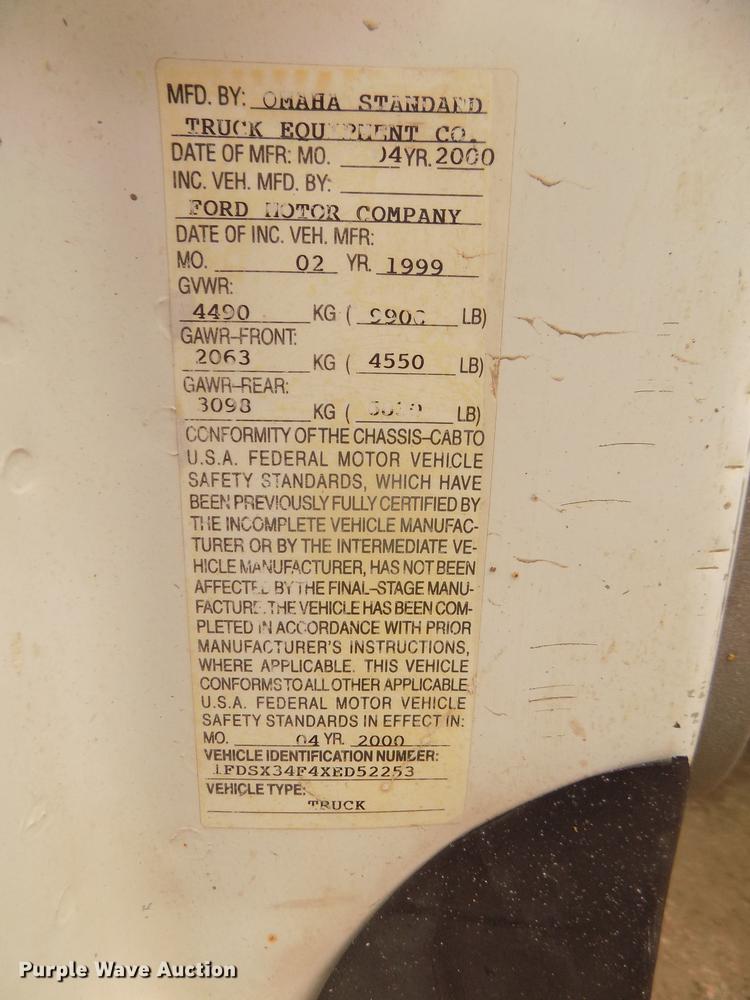 MFD. BY: OMAHA STANDARD
TRUCK EQUIPMENT CO.
DATE OF MFR: MO. 04 YR. 2000
INC. VEH. MFD. BY:
FORD MOTOR COMPANY
DATE OF INC. VEH. MFR:
MO. 02 YR. 1999
GVWR:
4490 KG ( LB)
GAWR-FRONT:
2063 KG ( 4550 LB)
GAWR-REAR:
3098 KG ( LB)
CONFORMITY OF THE CHASSIS-CAB TO
U.S.A. FEDERAL MOTOR VEHICLE
SAFETY STANDARDS, WHICH HAVE
BEEN PREVIOUSLY FULLY CERTIFIED BY
THE INCOMPLETE VEHICLE MANUFAC-
TURER OR BY THE INTERMEDIATE VE-
HICLE MANUFACTURER, HAS NOT BEEN
AFFECTED BY THE FINAL-STAGE MANU-
FACTURE. THE VEHICLE HAS BEEN COM-
PLETED IN ACCORDANCE WITH PRIOR
MANUFACTURER'S INSTRUCTIONS,
WHERE APPLICABLE. THIS VEHICLE
CONFORMS TO ALL OTHER APPLICABLE
U.S.A. FEDERAL MOTOR VEHICLE
SAFETY STANDARDS IN EFFECT IN:
MO. 04 YR. 2000
VEHICLE IDENTIFICATION NUMBER:
1FDSX34F4XED52253
VEHICLE TYPE:
TRUCK
Purple Wave Auction